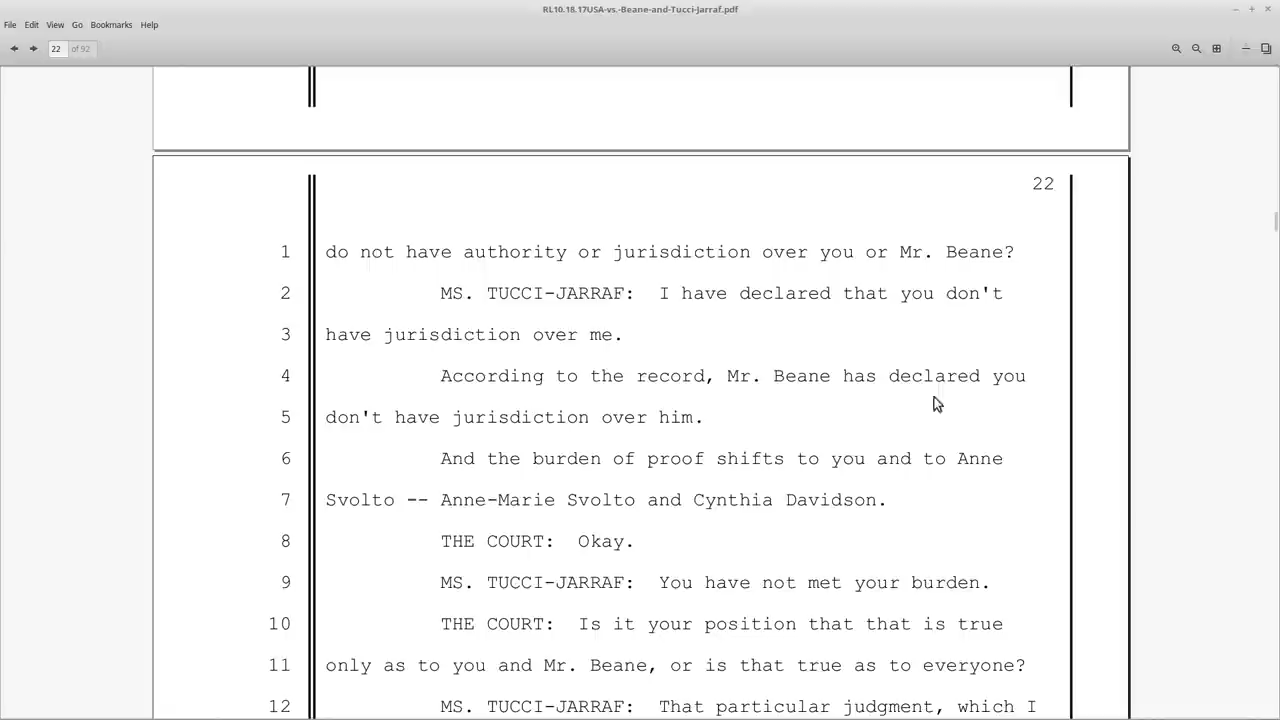 RL10.18.17USA-vs.-Beane-and-Tucci-Jarraf.pdf
File Edit View Go Bookmarks Help
22 of 92
22
1 do not have authority or jurisdiction over you or Mr. Beane?
2 MS. TUCCI-JARRAF: I have declared that you don't
3 have jurisdiction over me.
4 According to the record, Mr. Beane has declared you
5 don't have jurisdiction over him.
6 And the burden of proof shifts to you and to Anne
7 Svolto -- Anne-Marie Svolto and Cynthia Davidson.
8 THE COURT: Okay.
9 MS. TUCCI-JARRAF: You have not met your burden.
10 THE COURT: Is it your position that that is true
11 only as to you and Mr. Beane, or is that true as to everyone?
12 MS. TUCCI-JARRAF: That particular judgment, which I